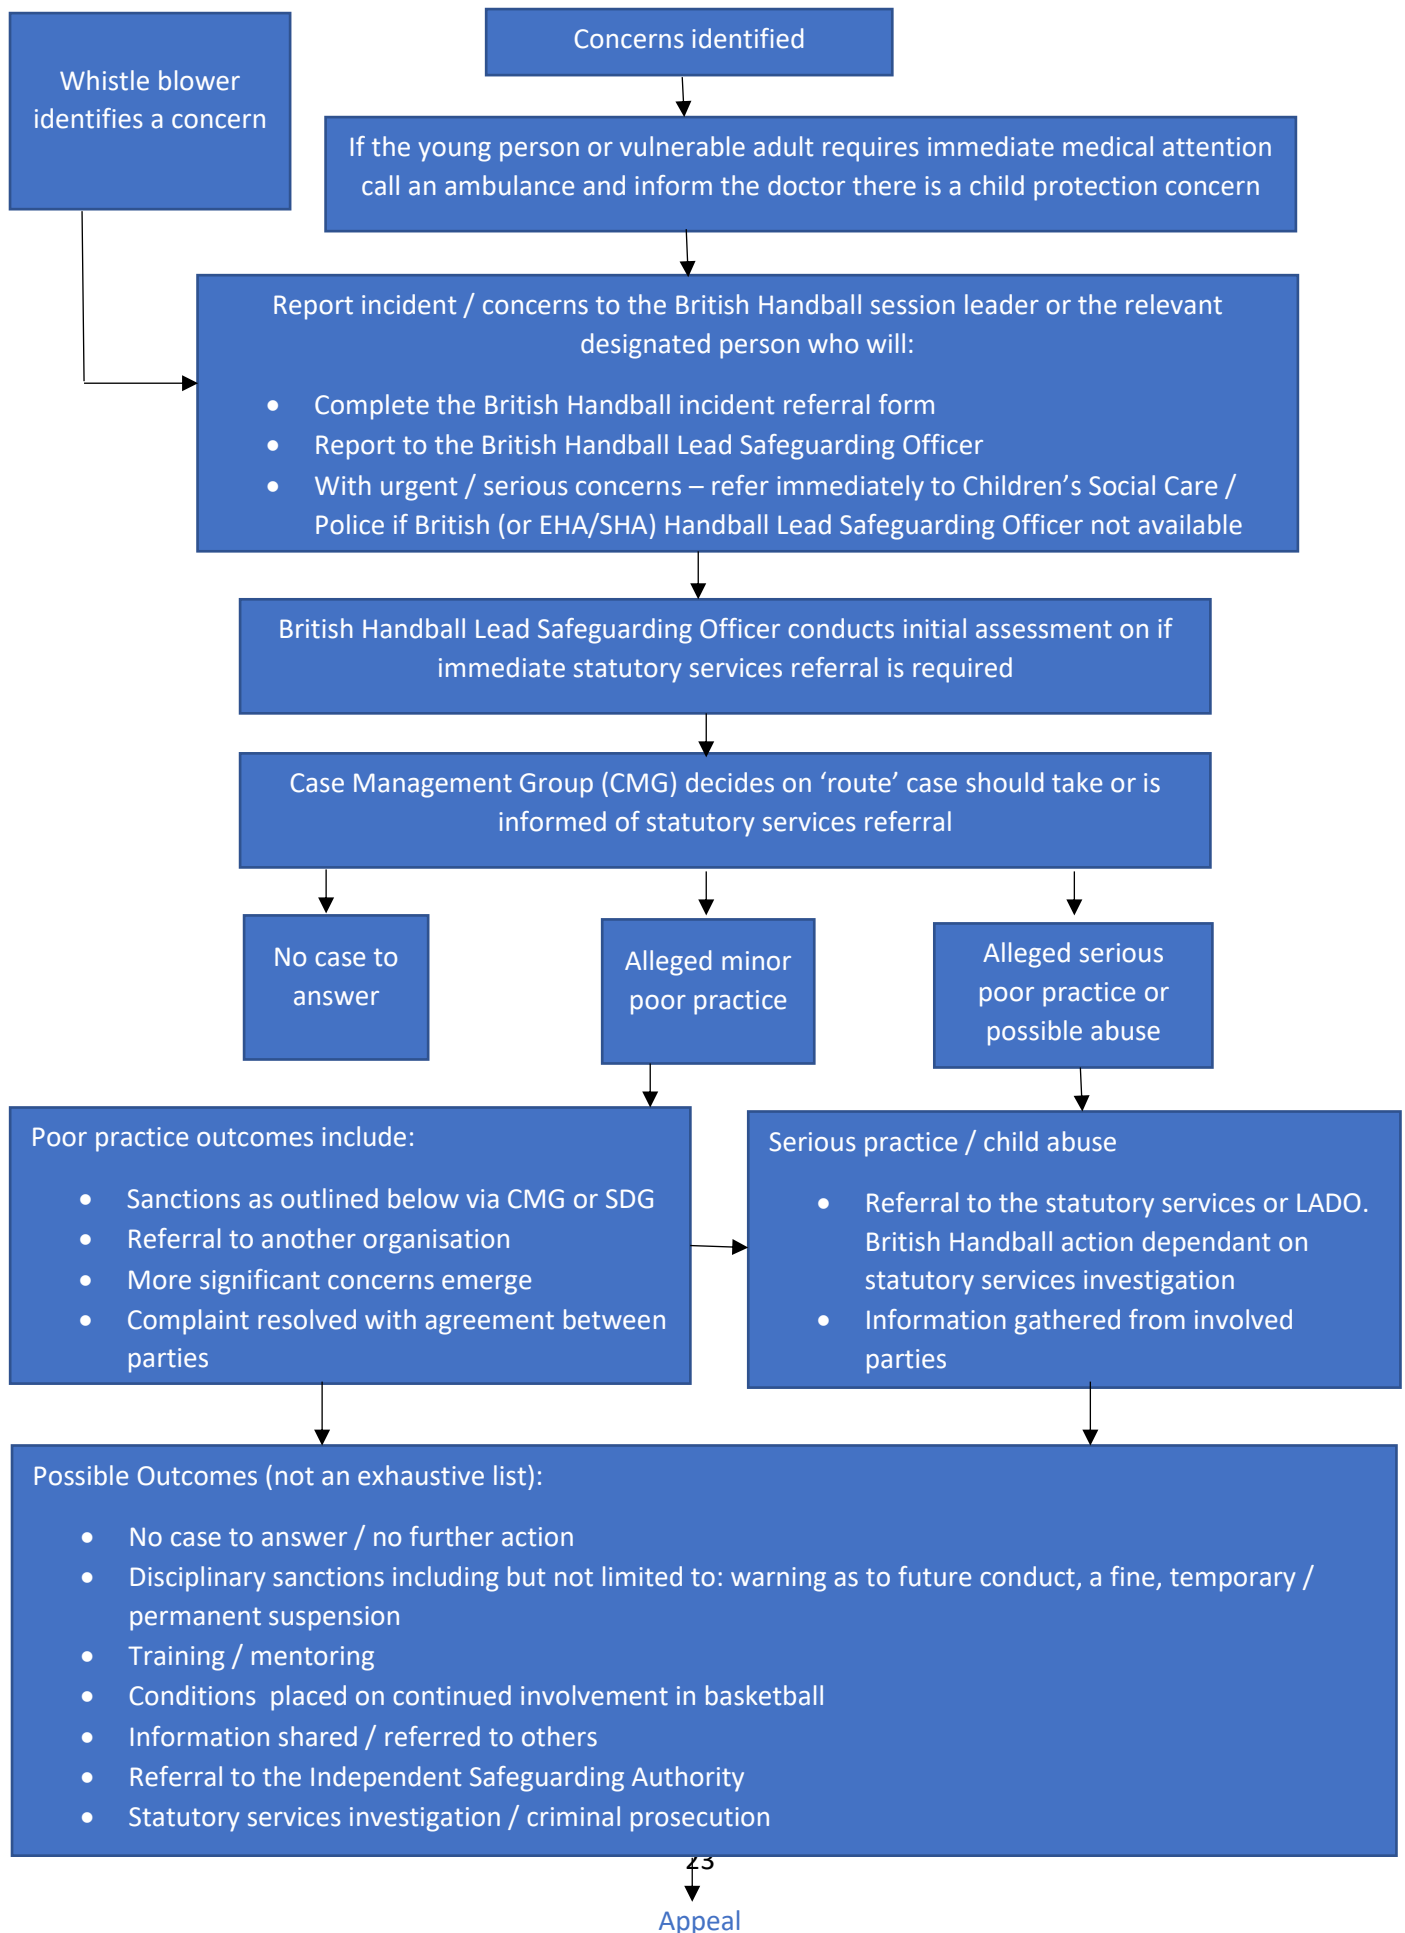 Whistle blower
identifies a concern
Concerns identified
If the young person or vulnerable adult requires immediate medical attention
call an ambulance and inform the doctor there is a child protection concern
Report incident / concerns to the British Handball session leader or the relevant
designated person who will:
• Complete the British Handball incident referral form
• Report to the British Handball Lead Safeguarding Officer
• With urgent / serious concerns – refer immediately to Children’s Social Care /
Police if British (or EHA/SHA) Handball Lead Safeguarding Officer not available
British Handball Lead Safeguarding Officer conducts initial assessment on if
immediate statutory services referral is required
Case Management Group (CMG) decides on ‘route’ case should take or is
informed of statutory services referral
No case to
answer
Alleged minor
poor practice
Alleged serious
poor practice or
possible abuse
Poor practice outcomes include:
• Sanctions as outlined below via CMG or SDG
• Referral to another organisation
• More significant concerns emerge
• Complaint resolved with agreement between
parties
Serious practice / child abuse
• Referral to the statutory services or LADO.
British Handball action dependant on
statutory services investigation
• Information gathered from involved
parties
Possible Outcomes (not an exhaustive list):
• No case to answer / no further action
• Disciplinary sanctions including but not limited to: warning as to future conduct, a fine, temporary /
permanent suspension
• Training / mentoring
• Conditions  placed on continued involvement in basketball
• Information shared / referred to others
• Referral to the Independent Safeguarding Authority
• Statutory services investigation / criminal prosecution
23
Appeal